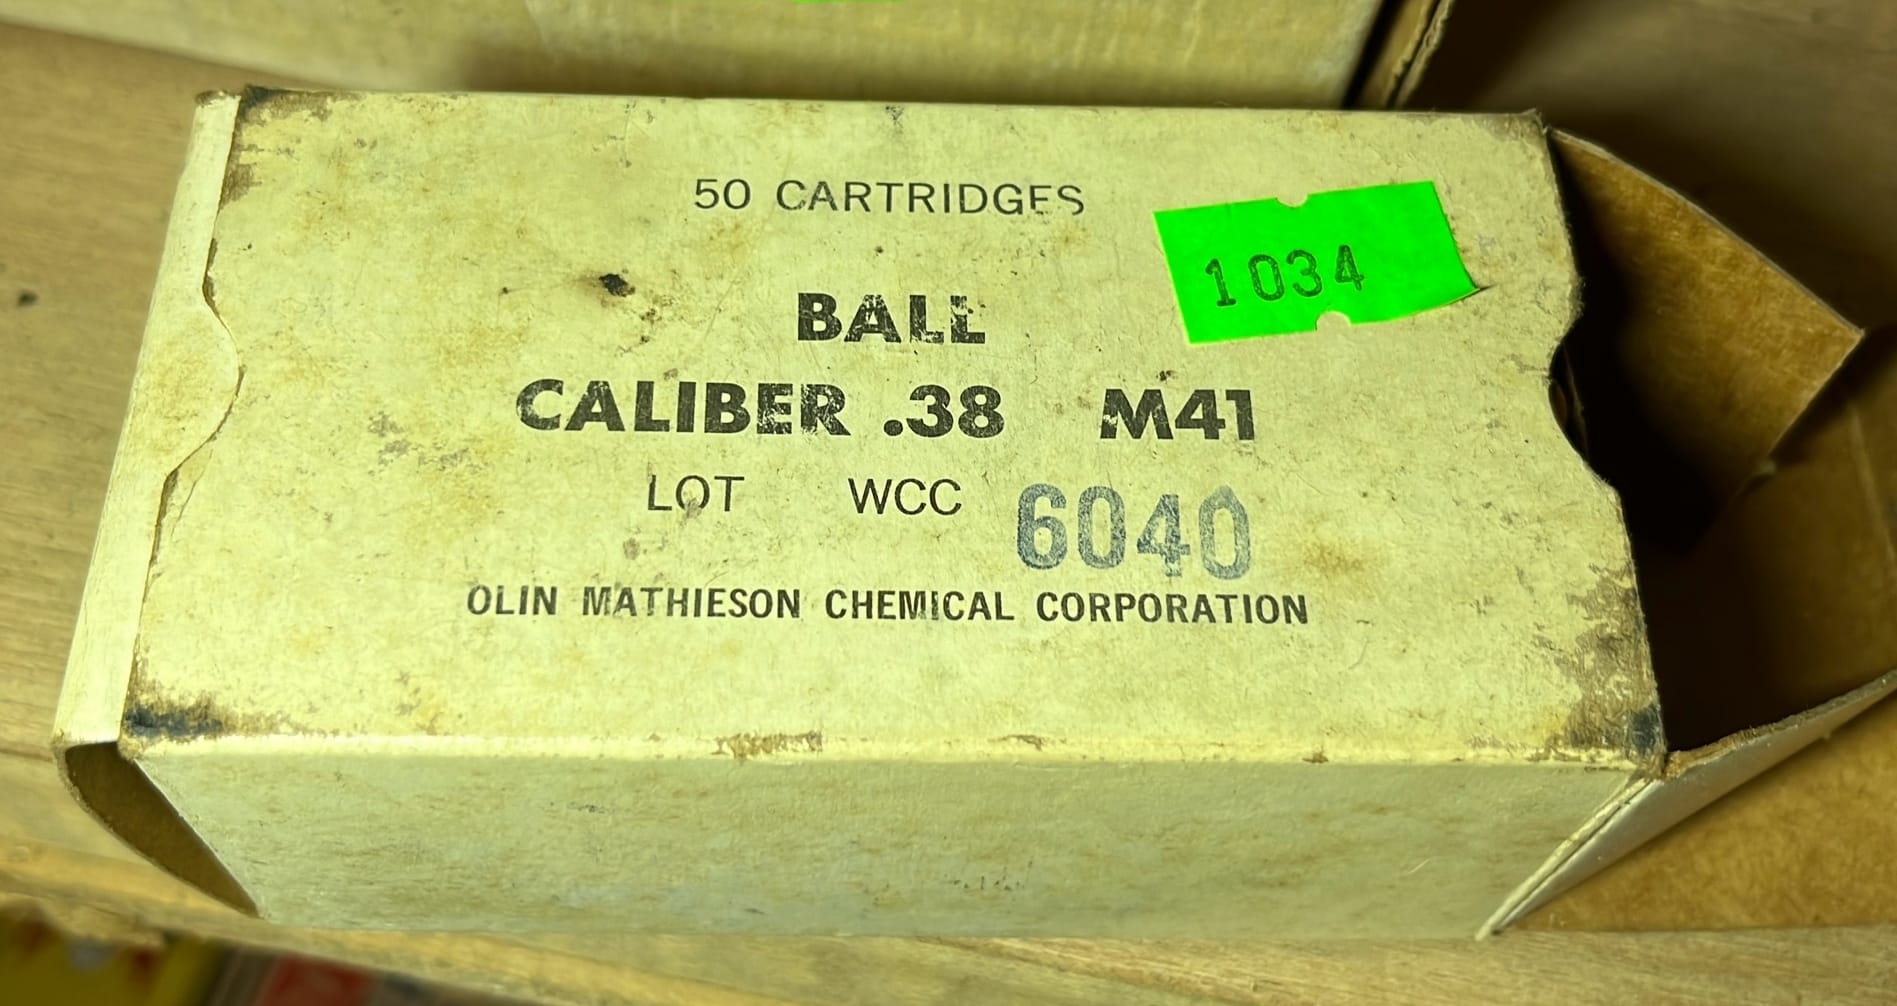 50 CARTRIDGES
1034
BALL
CALIBER .38 M41
LOT WCC 6040
OLIN MATHIESON CHEMICAL CORPORATION